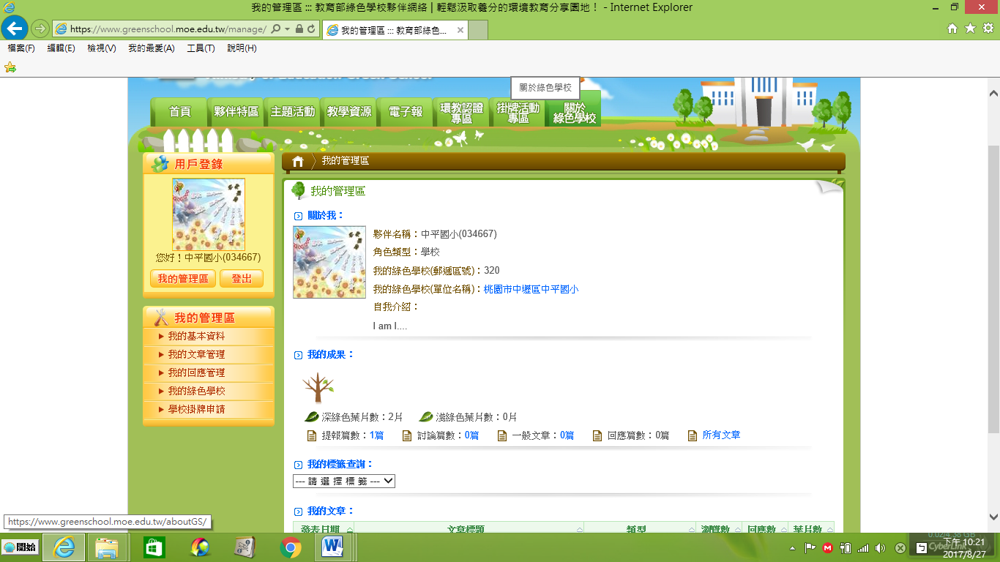 我的管理區 ::: 教育部綠色學校夥伴網絡 | 輕鬆汲取養分的環境教育分享園地！ - Internet Explorer
https://www.greenschool.moe.edu.tw/manage/
我的管理區 ::: 教育部綠色...
檔案(F) 編輯(E) 檢視(V) 我的最愛(A) 工具(T) 說明(H)
關於綠色學校
首頁 夥伴特區 主題活動 教學資源 電子報 環教認證專區 掛牌活動專區 關於綠色學校
用戶登錄
您好！中平國小(034667)
我的管理區 登出
我的管理區
我的基本資料
我的文章管理
我的回應管理
我的綠色學校
學校掛牌申請
我的管理區
我的管理區
關於我：
夥伴名稱：中平國小(034667)
角色類型：學校
我的綠色學校(郵遞區號)：320
我的綠色學校(單位名稱)：桃園市中壢區中平國小
自我介紹：
I am I....
我的成果：
深綠色葉片數：2片 淺綠色葉片數：0片
提報篇數：1篇 討論篇數：0篇 一般文章：0篇 回應篇數：0篇 所有文章
我的標籤查詢：
--- 請 選 擇 標 籤 ---
我的文章：
發表日期 文章標題 類型 瀏覽數 回應數 葉片數
https://www.greenschool.moe.edu.tw/aboutGS/
開始
下午 10:21
2017/8/27